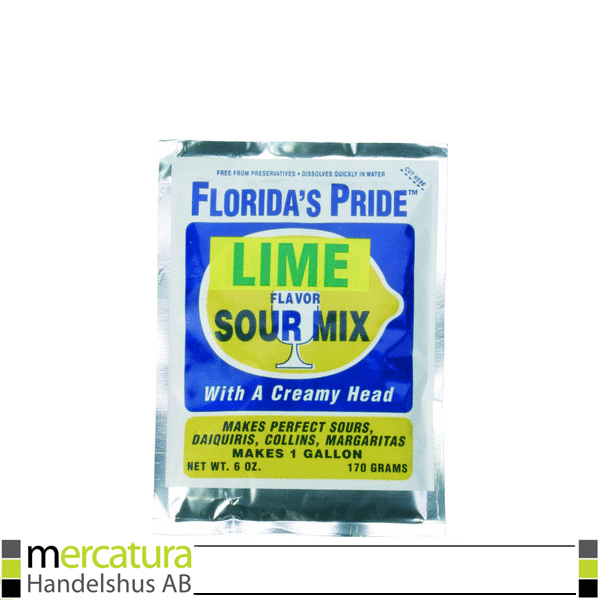 FREE FROM PRESERVATIVES • DISSOLVES QUICKLY IN WATER
CUT HERE
FLORIDA'S PRIDE™
LIME
FLAVOR
SOUR MIX
With A Creamy Head
MAKES PERFECT SOURS,
DAIQUIRIS, COLLINS, MARGARITAS
MAKES 1 GALLON
NET WT. 6 OZ. 170 GRAMS
mercatura
Handelshus AB